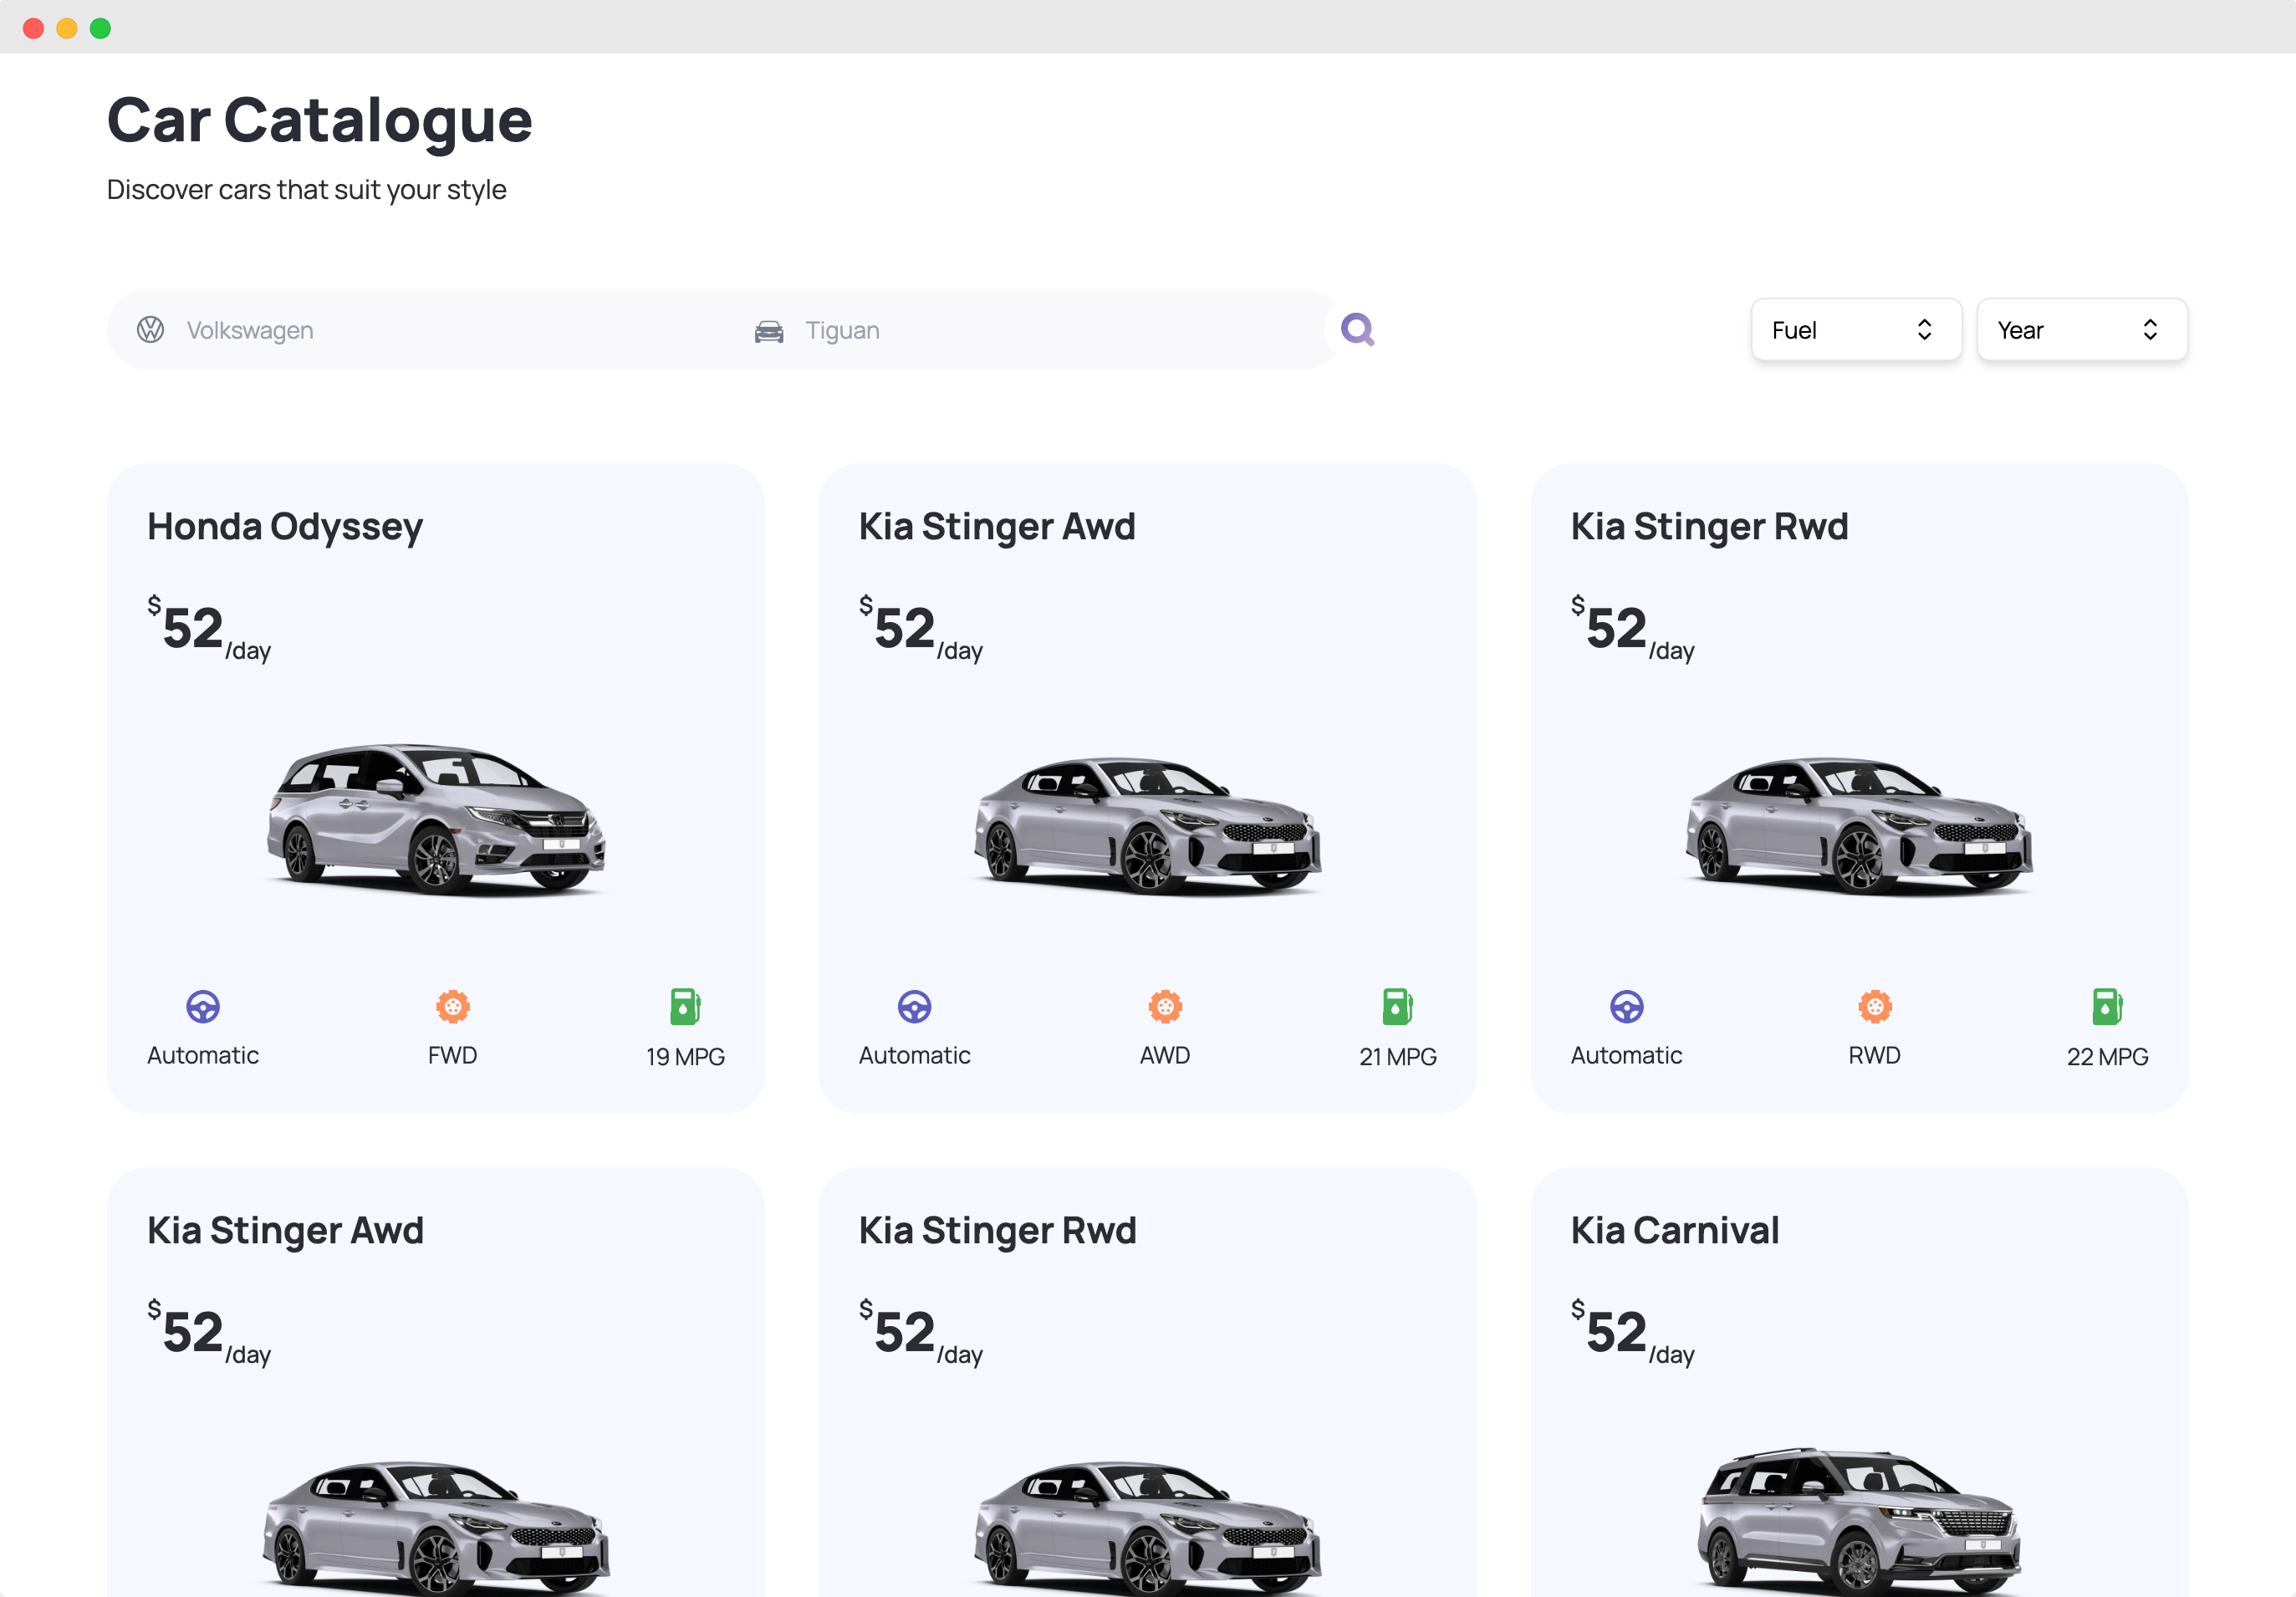 Car Catalogue
Discover cars that suit your style
Volkswagen
Tiguan
Fuel
Year
Honda Odyssey
$52/day
Automatic
FWD
19 MPG
Kia Stinger Awd
$52/day
Automatic
AWD
21 MPG
Kia Stinger Rwd
$52/day
Automatic
RWD
22 MPG
Kia Stinger Awd
$52/day
Kia Stinger Rwd
$52/day
Kia Carnival
$52/day